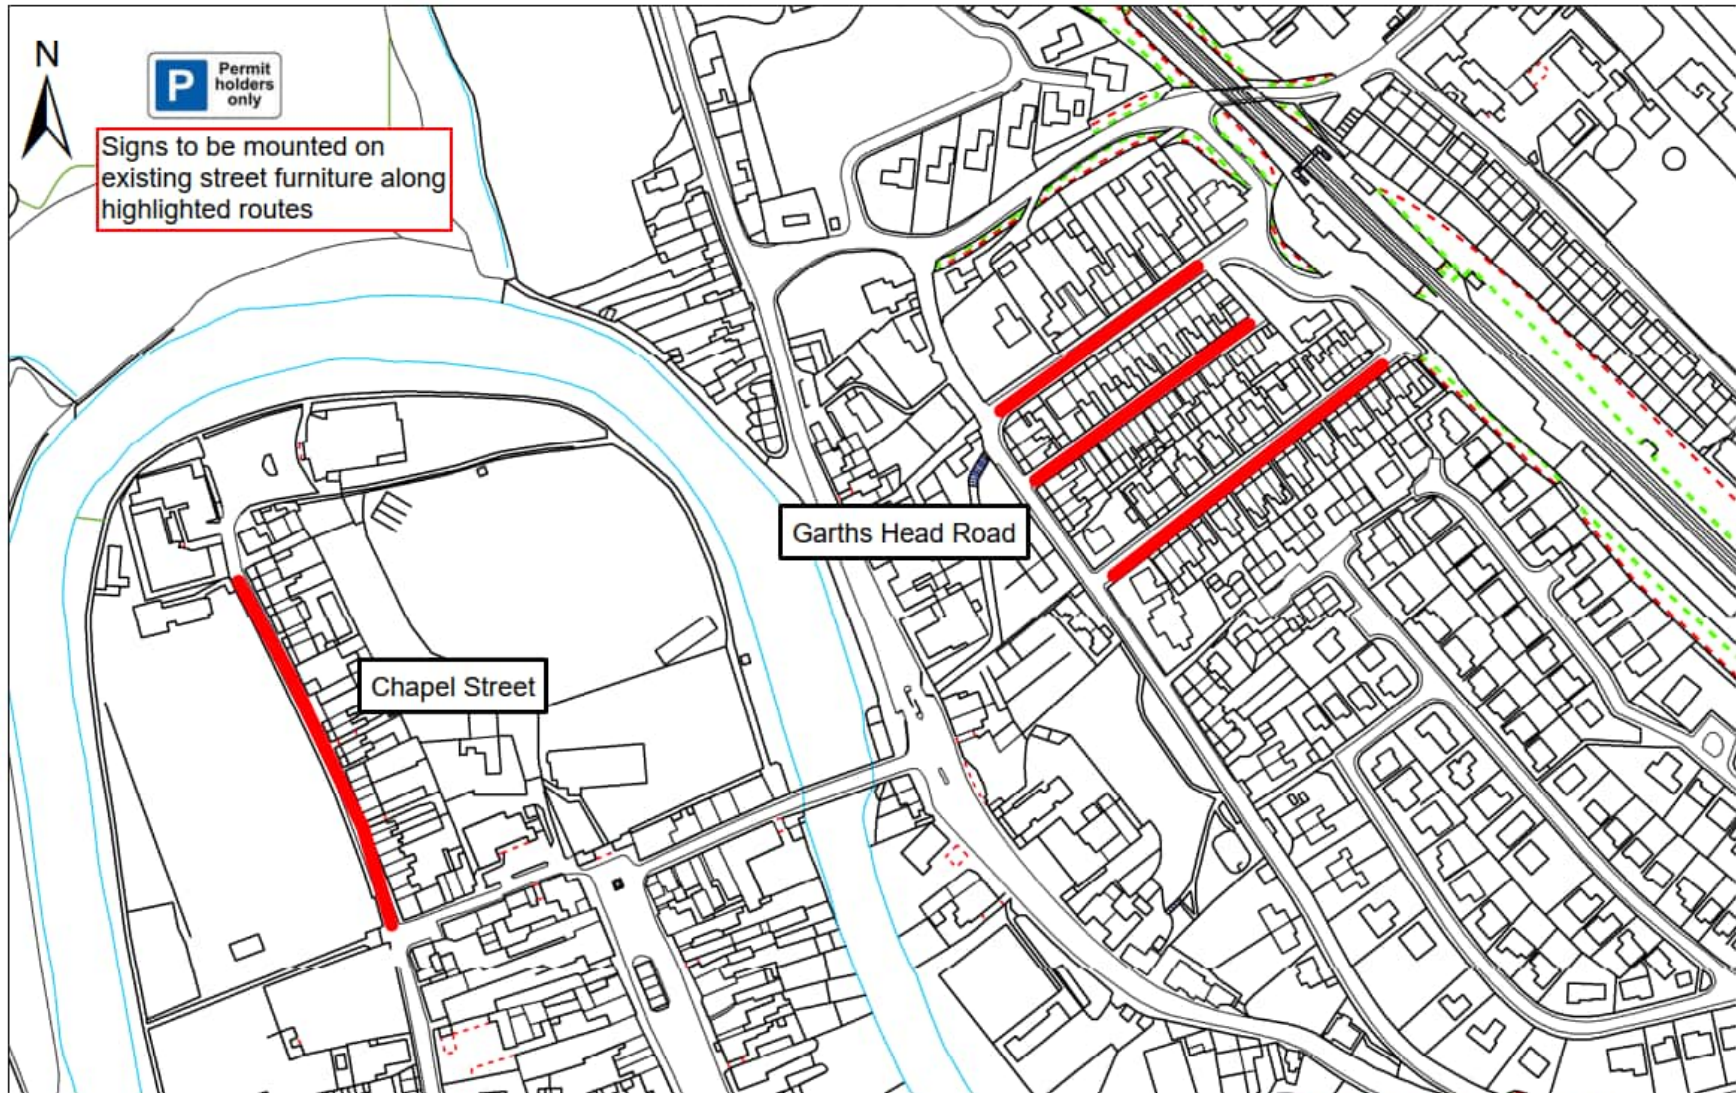 N
P
Permit
holders
only
Signs to be mounted on
existing street furniture along
highlighted routes
Garths Head Road
Chapel Street